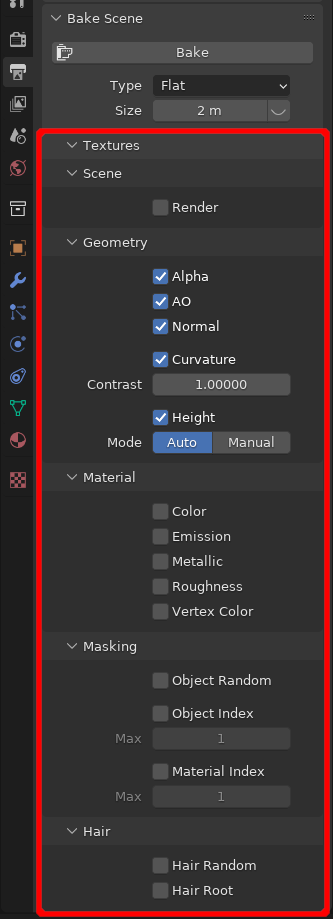 Bake Scene
Bake
Type Flat
Size 2 m
Textures
Scene
Render
Geometry
Alpha
AO
Normal
Curvature
Contrast 1.00000
Height
Mode Auto Manual
Material
Color
Emission
Metallic
Roughness
Vertex Color
Masking
Object Random
Object Index
Max 1
Material Index
Max 1
Hair
Hair Random
Hair Root